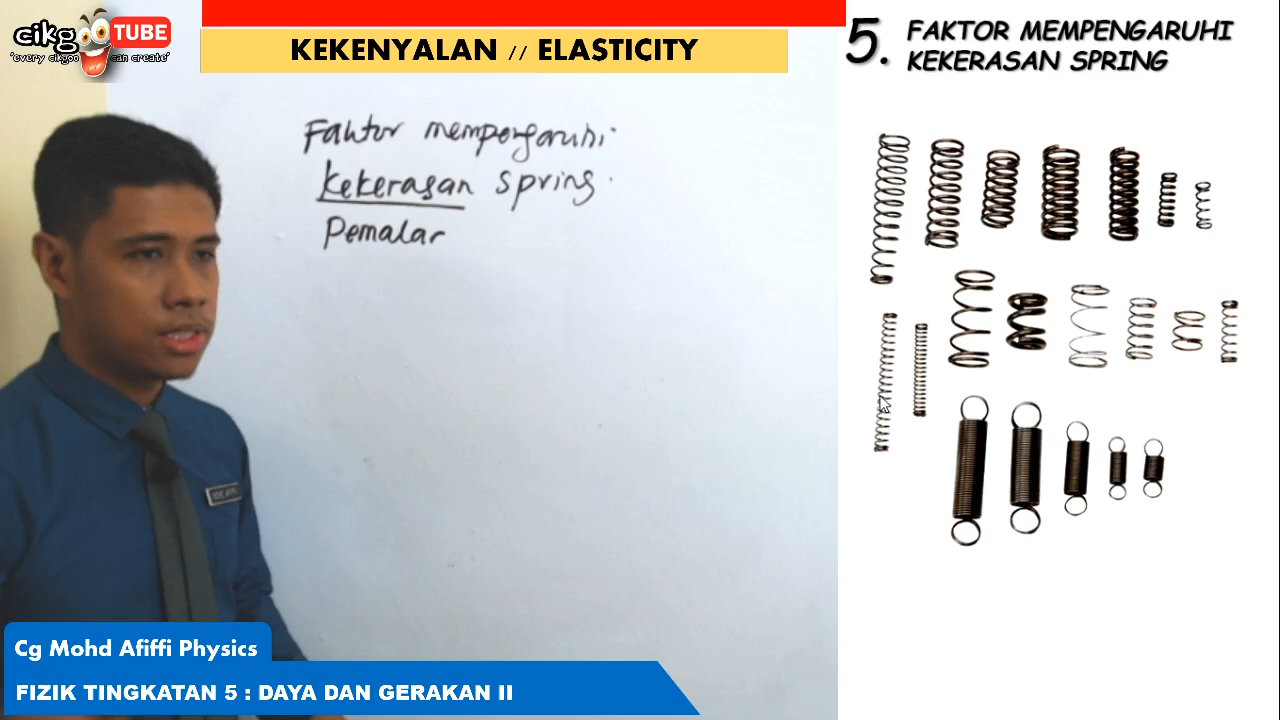 cikgoo TUBE
'every cikgoo can create'
KEKENYALAN // ELASTICITY
5. FAKTOR MEMPENGARUHI
KEKERASAN SPRING
Faktor mempengaruhi
kekerasan spring.
Pemalar
Cg Mohd Afiffi Physics
FIZIK TINGKATAN 5 : DAYA DAN GERAKAN II